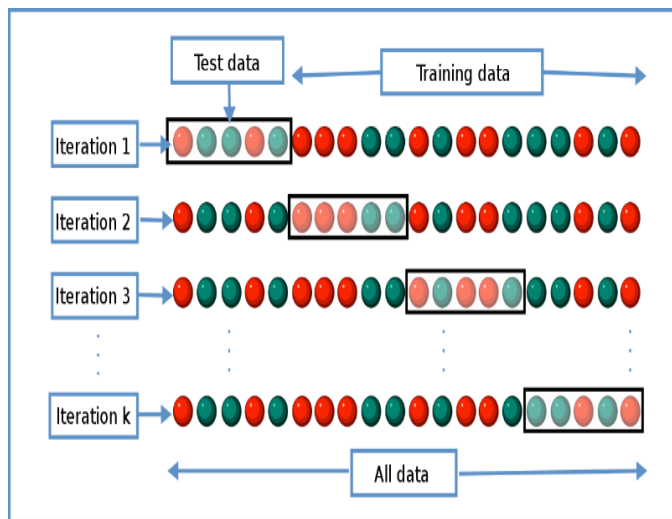 Test data
Training data
Iteration 1
Iteration 2
Iteration 3
Iteration k
All data